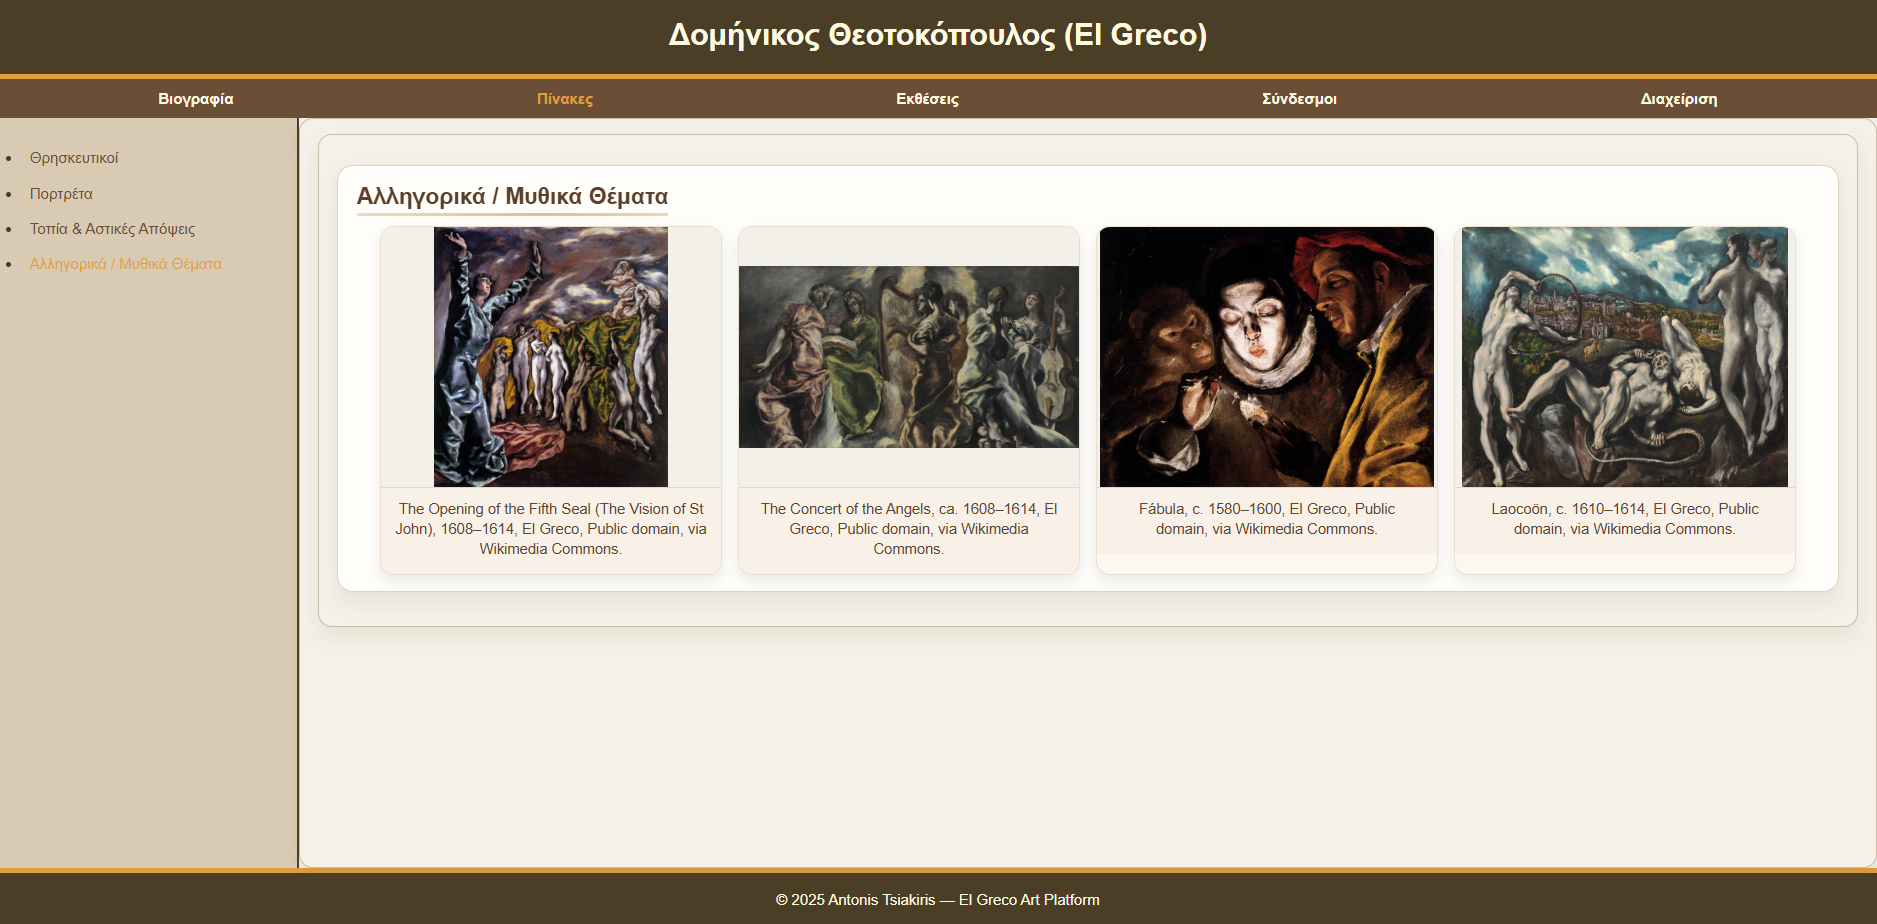 Δομήνικος Θεοτοκόπουλος (El Greco)
Βιογραφία
Πίνακες
Εκθέσεις
Σύνδεσμοι
Διαχείριση
Θρησκευτικοί
Πορτρέτα
Τοπία & Αστικές Απόψεις
Αλληγορικά / Μυθικά Θέματα
Αλληγορικά / Μυθικά Θέματα
The Opening of the Fifth Seal (The Vision of St
John), 1608–1614, El Greco, Public domain, via
Wikimedia Commons.
The Concert of the Angels, ca. 1608–1614, El
Greco, Public domain, via Wikimedia
Commons.
Fábula, c. 1580–1600, El Greco, Public
domain, via Wikimedia Commons.
Laocoön, c. 1610–1614, El Greco, Public
domain, via Wikimedia Commons.
© 2025 Antonis Tsiakiris — El Greco Art Platform